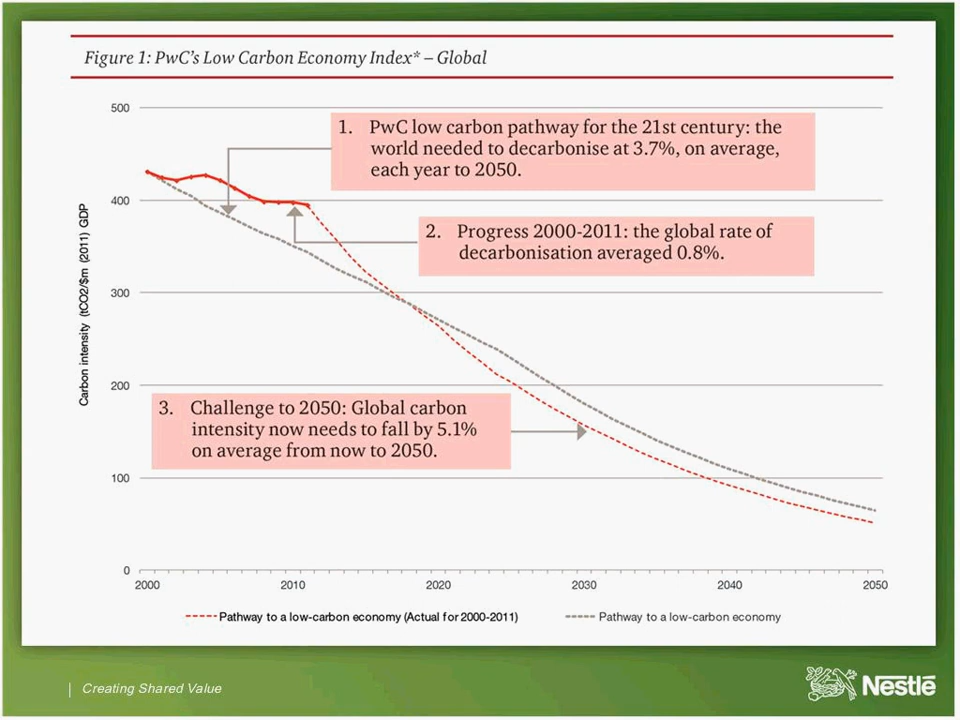 Figure 1: PwC's Low Carbon Economy Index* – Global
Carbon intensity (tCO2/$m (2011) GDP
500
400
300
200
100
0
1. PwC low carbon pathway for the 21st century: the
world needed to decarbonise at 3.7%, on average,
each year to 2050.
2. Progress 2000-2011: the global rate of
decarbonisation averaged 0.8%.
3. Challenge to 2050: Global carbon
intensity now needs to fall by 5.1%
on average from now to 2050.
2000 2010 2020 2030 2040 2050
Pathway to a low-carbon economy (Actual for 2000-2011) Pathway to a low-carbon economy
| Creating Shared Value
Nestlé